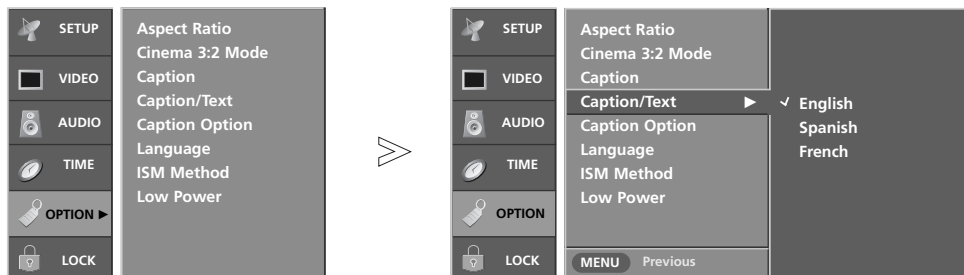 SETUP
VIDEO
AUDIO
TIME
OPTION ►
LOCK
Aspect Ratio
Cinema 3:2 Mode
Caption
Caption/Text
Caption Option
Language
ISM Method
Low Power
SETUP
VIDEO
AUDIO
TIME
OPTION
LOCK
Aspect Ratio
Cinema 3:2 Mode
Caption
Caption/Text ►
Caption Option
Language
ISM Method
Low Power
MENU Previous
✓ English
Spanish
French